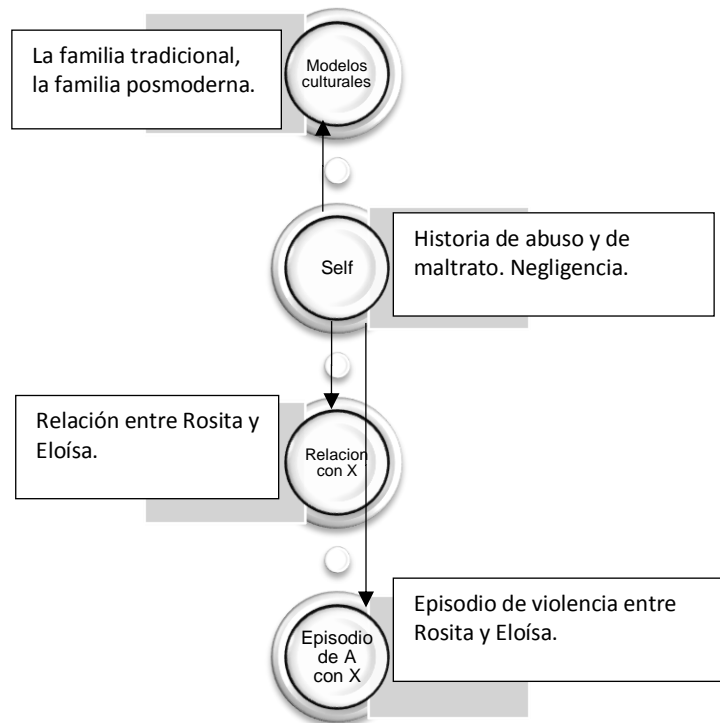 La familia tradicional,
la familia posmoderna.
Modelos
culturales
Self
Historia de abuso y de
maltrato. Negligencia.
Relación entre Rosita y
Eloísa.
Relacion
con X
Episodio
de A
con X
Episodio de violencia entre
Rosita y Eloísa.